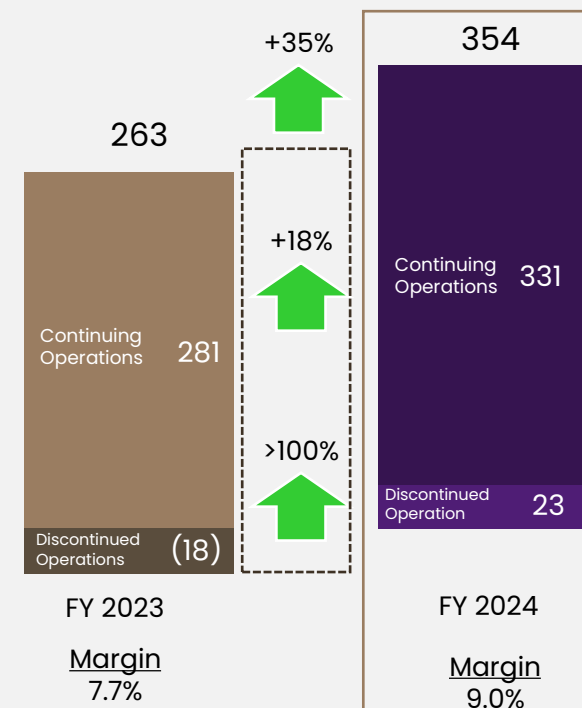 +35%
354
263
+18%
Continuing
Operations
331
Continuing
Operations
281
>100%
Discontinued
Operation
23
Discontinued
Operations
(18)
FY 2023
FY 2024
Margin
7.7%
Margin
9.0%